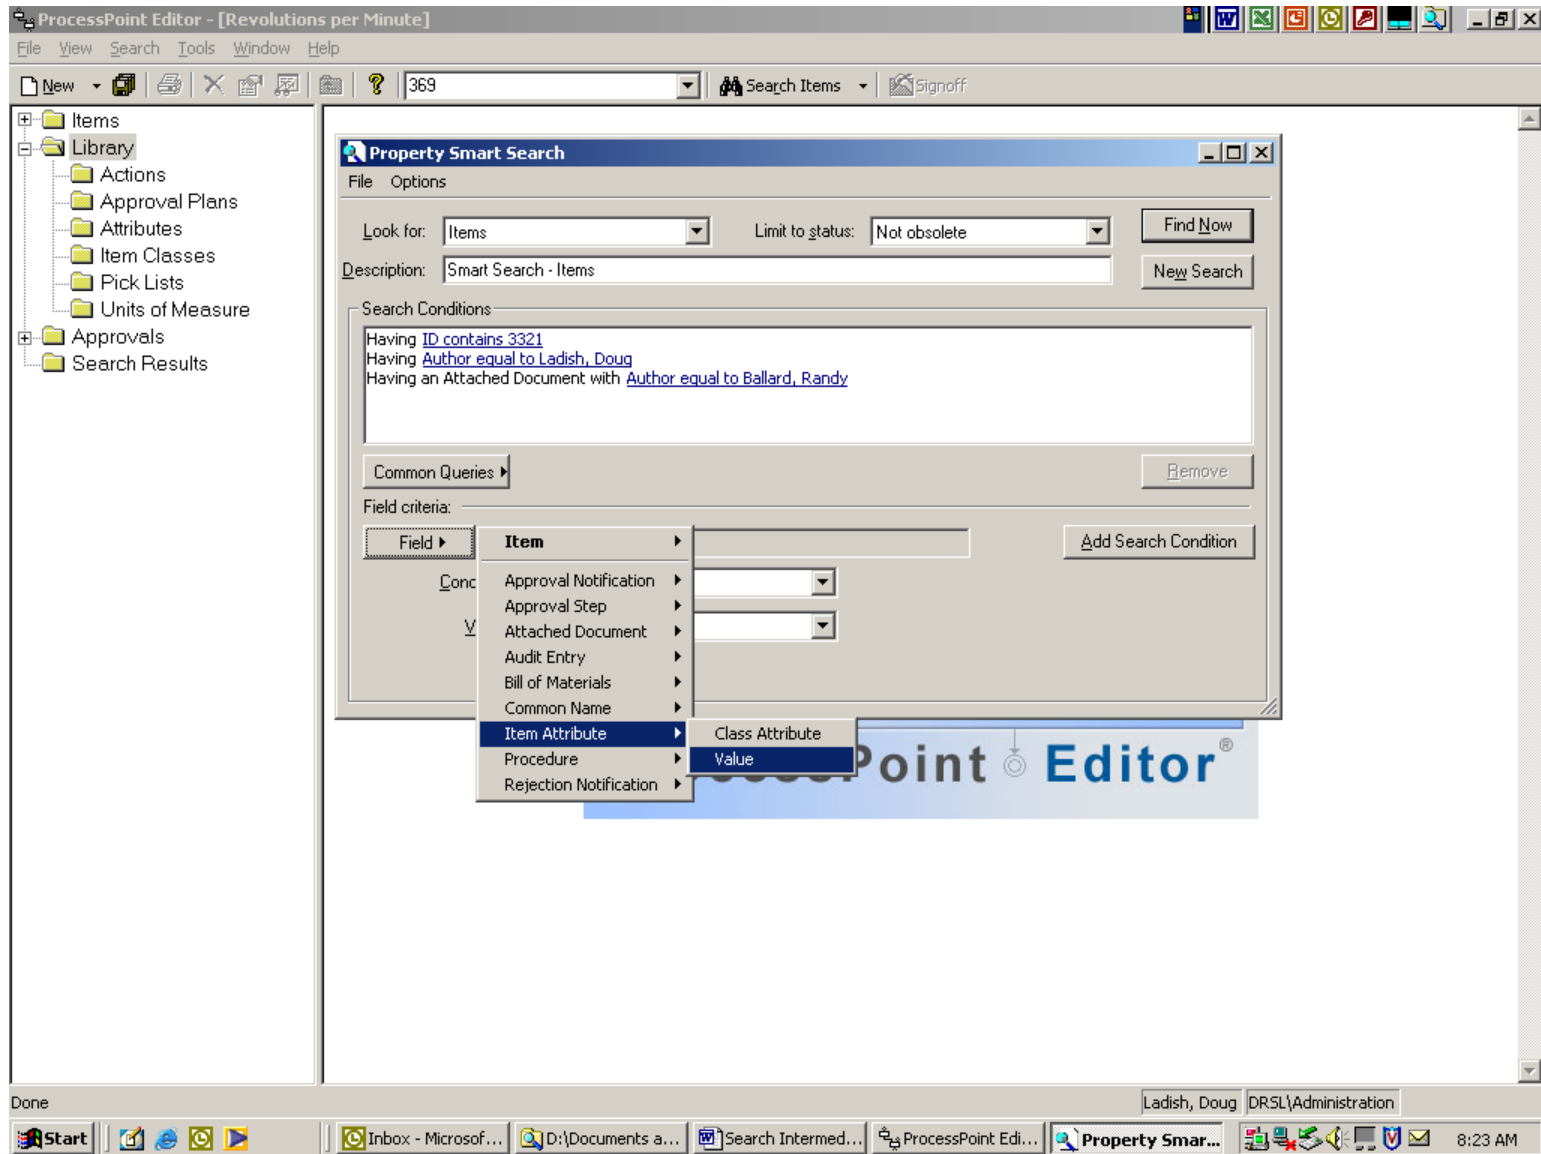 ProcessPoint Editor - [Revolutions per Minute]
File View Search Tools Window Help
New 369 Search Items Signoff
Items
Library
Actions
Approval Plans
Attributes
Item Classes
Pick Lists
Units of Measure
Approvals
Search Results
Property Smart Search
File Options
Look for: Items Limit to status: Not obsolete Find Now
Description: Smart Search - Items New Search
Search Conditions
Having ID contains 3321
Having Author equal to Ladish, Doug
Having an Attached Document with Author equal to Ballard, Randy
Common Queries Remove
Field criteria:
Field Item Add Search Condition
Conc Approval Notification
Approval Step
V Attached Document
Audit Entry
Bill of Materials
Common Name
Item Attribute Class Attribute
Procedure Value
Rejection Notification
Point Editor®
Done Ladish, Doug DRSL\Administration
Start Inbox - Microsof... D:\Documents a... Search Intermed... ProcessPoint Edi... Property Smar... 8:23 AM